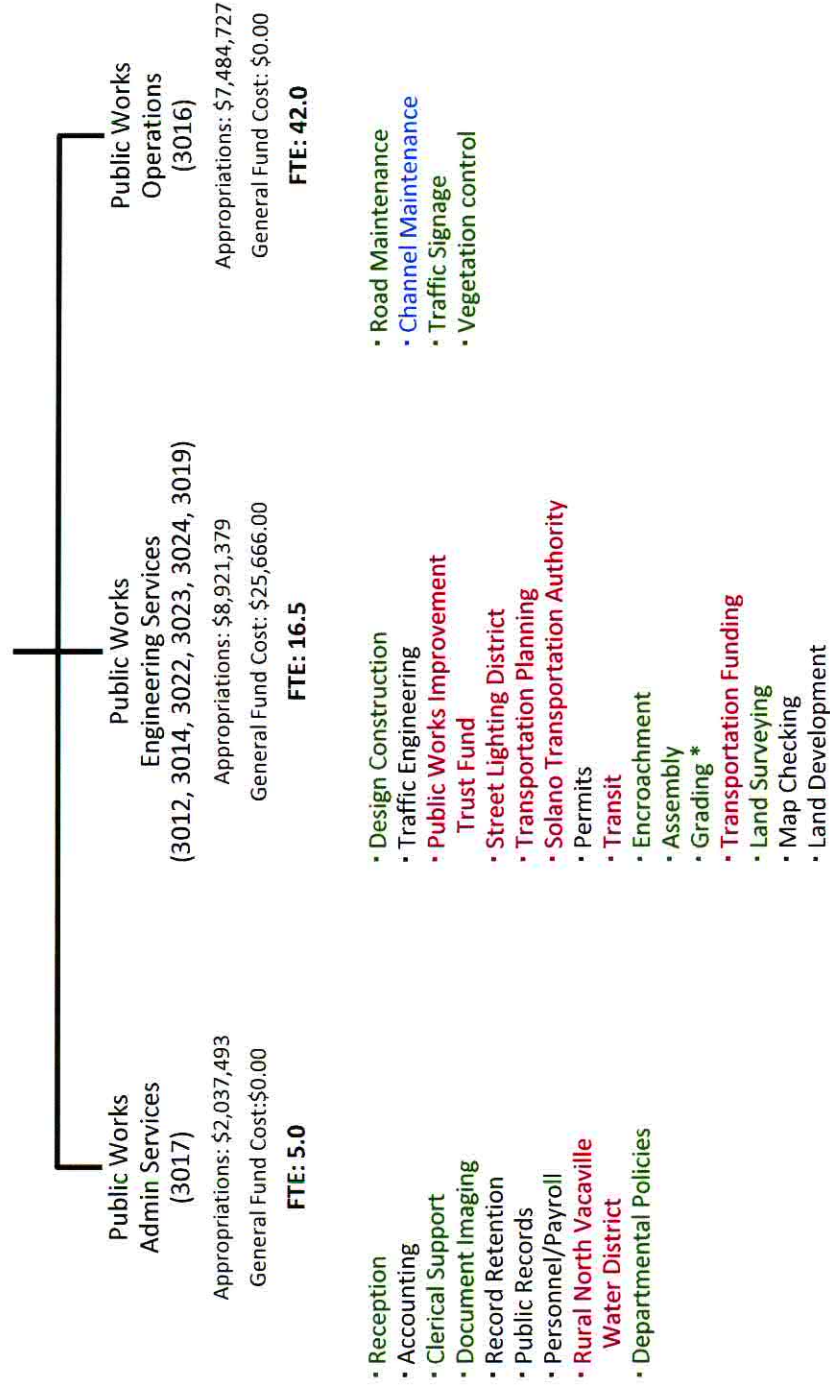 Public Works
Admin Services
(3017)
Appropriations: $2,037,493
General Fund Cost:$0.00
FTE: 5.0
▪ Reception
▪ Accounting
▪ Clerical Support
▪ Document Imaging
▪ Record Retention
▪ Public Records
▪ Personnel/Payroll
▪ Rural North Vacaville
Water District
▪ Departmental Policies
Public Works
Engineering Services
(3012, 3014, 3022, 3023, 3024, 3019)
Appropriations: $8,921,379
General Fund Cost: $25,666.00
FTE: 16.5
▪ Design Construction
▪ Traffic Engineering
▪ Public Works Improvement
Trust Fund
▪ Street Lighting District
▪ Transportation Planning
▪ Solano Transportation Authority
▪ Permits
▪ Transit
▪ Encroachment
▪ Assembly
▪ Grading *
▪ Transportation Funding
▪ Land Surveying
▪ Map Checking
▪ Land Development
Public Works
Operations
(3016)
Appropriations: $7,484,727
General Fund Cost: $0.00
FTE: 42.0
▪ Road Maintenance
▪ Channel Maintenance
▪ Traffic Signage
▪ Vegetation control